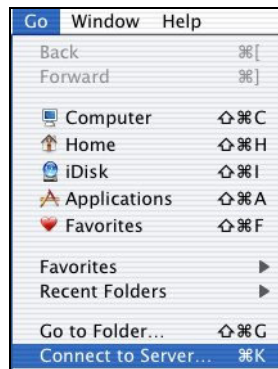 Go Window Help
Back ⌘[
Forward ⌘]
Computer ⇧⌘C
Home ⇧⌘H
iDisk ⇧⌘I
Applications ⇧⌘A
Favorites ⇧⌘F
Favorites ▶
Recent Folders ▶
Go to Folder... ⇧⌘G
Connect to Server... ⌘K